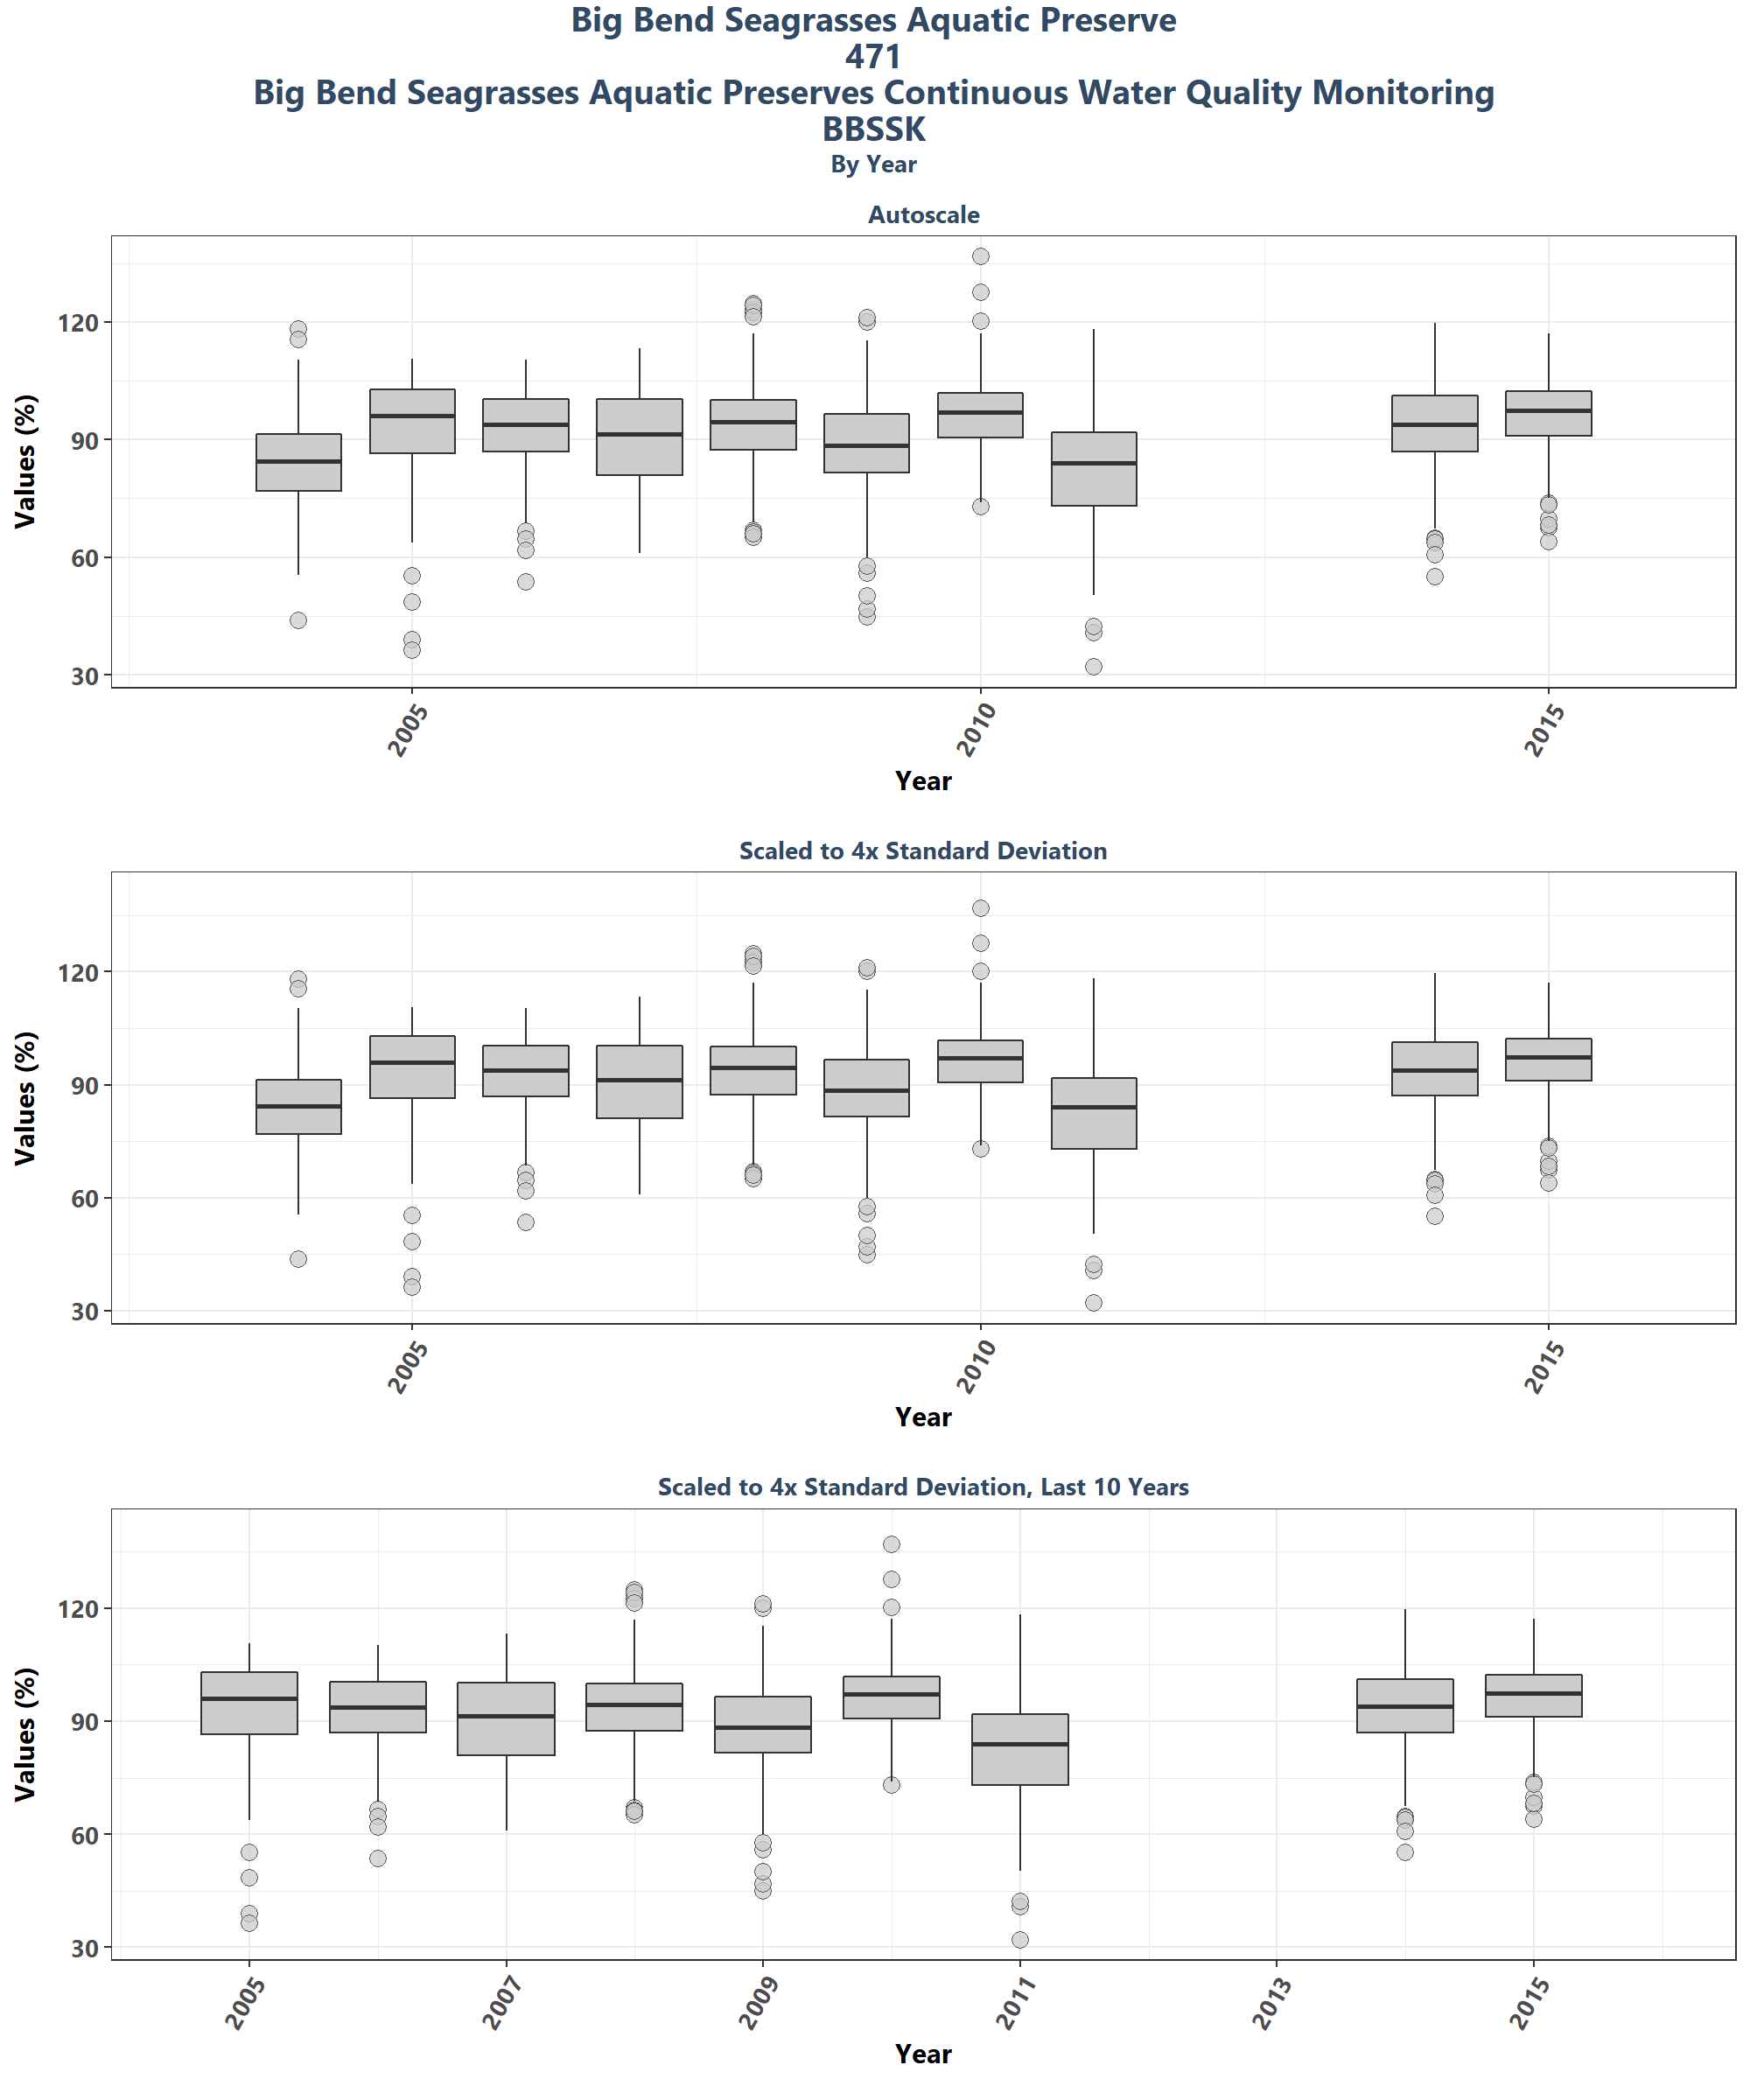 Big Bend Seagrasses Aquatic Preserve
471
Big Bend Seagrasses Aquatic Preserves Continuous Water Quality Monitoring
BBSSK
By Year
Autoscale
Values (%)
120
90
60
30
2005
2010
2015
Year
Scaled to 4x Standard Deviation
Values (%)
120
90
60
30
2005
2010
2015
Year
Scaled to 4x Standard Deviation, Last 10 Years
Values (%)
120
90
60
30
2005
2007
2009
2011
2013
2015
Year